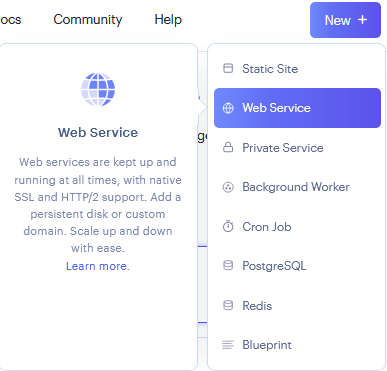 ocs Community Help New +
Static Site
Web Service
Private Service
Background Worker
Cron Job
PostgreSQL
Redis
Blueprint
Web Service
Web services are kept up and
running at all times, with native
SSL and HTTP/2 support. Add a
persistent disk or custom
domain. Scale up and down
with ease.
Learn more.